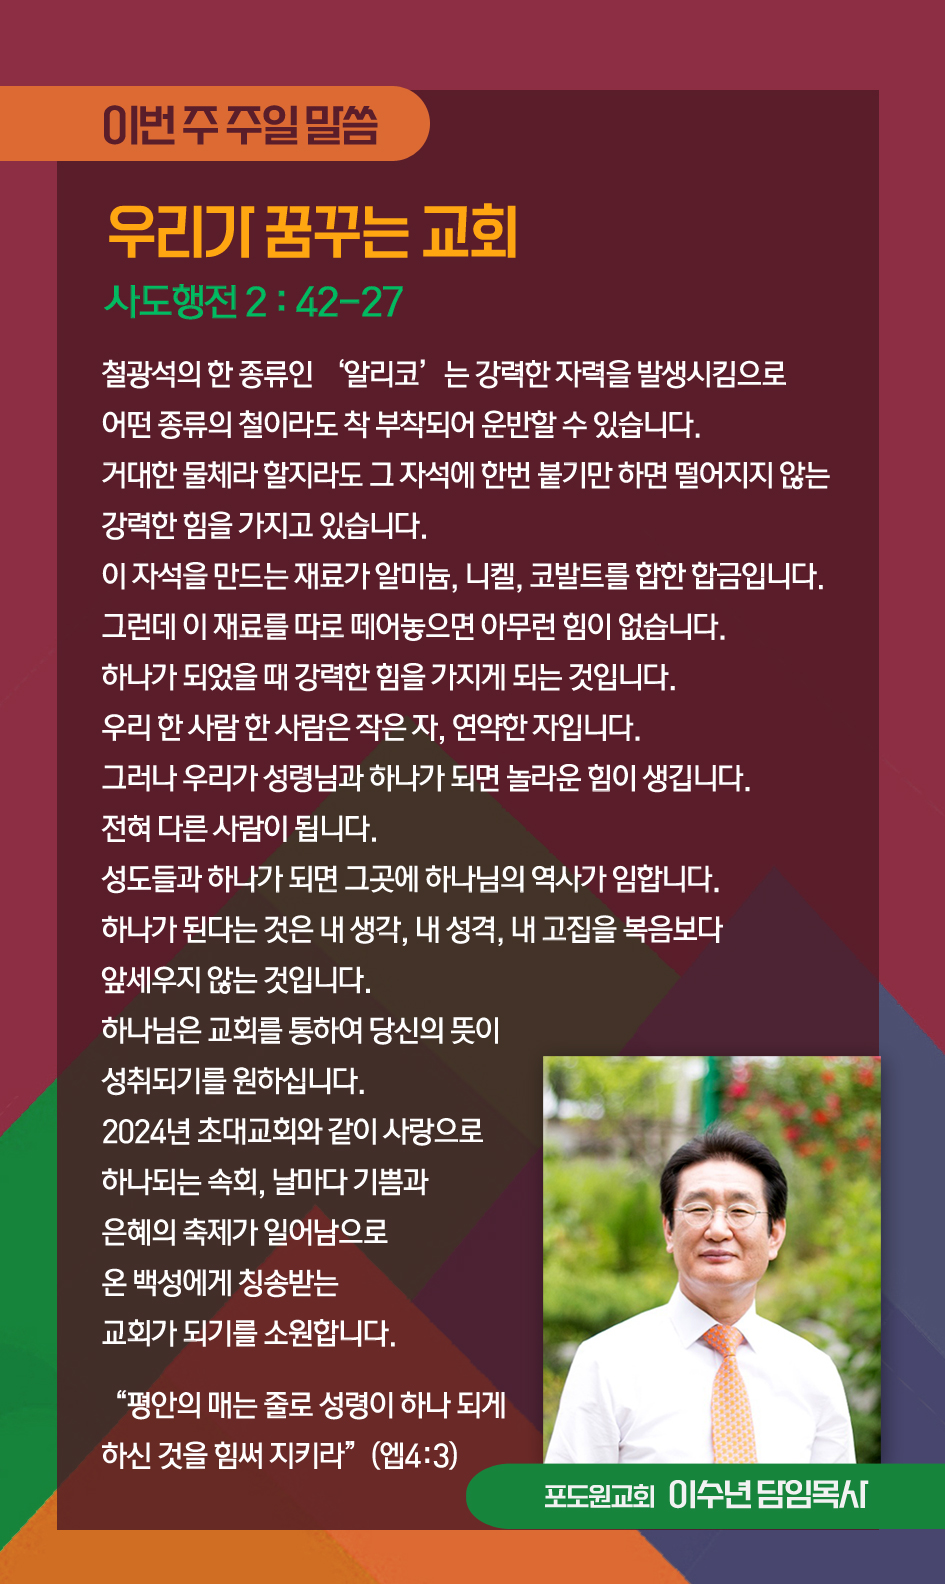 이번 주 주일 말씀
우리가 꿈꾸는 교회
사도행전 2 : 42-27
철광석의 한 종류인 ‘알리코’는 강력한 자력을 발생시킴으로
어떤 종류의 철이라도 착 부착되어 운반할 수 있습니다.
거대한 물체라 할지라도 그 자석에 한번 붙기만 하면 떨어지지 않는
강력한 힘을 가지고 있습니다.
이 자석을 만드는 재료가 알미늄, 니켈, 코발트를 합한 합금입니다.
그런데 이 재료를 따로 떼어놓으면 아무런 힘이 없습니다.
하나가 되었을 때 강력한 힘을 가지게 되는 것입니다.
우리 한 사람 한 사람은 작은 자, 연약한 자입니다.
그러나 우리가 성령님과 하나가 되면 놀라운 힘이 생깁니다.
전혀 다른 사람이 됩니다.
성도들과 하나가 되면 그곳에 하나님의 역사가 임합니다.
하나가 된다는 것은 내 생각, 내 성격, 내 고집을 복음보다
앞세우지 않는 것입니다.
하나님은 교회를 통하여 당신의 뜻이
성취되기를 원하십니다.
2024년 초대교회와 같이 사랑으로
하나되는 속회, 날마다 기쁨과
은혜의 축제가 일어남으로
온 백성에게 칭송받는
교회가 되기를 소원합니다.
“평안의 매는 줄로 성령이 하나 되게
하신 것을 힘써 지키라” (엡4:3)
포도원교회 이수년 담임목사